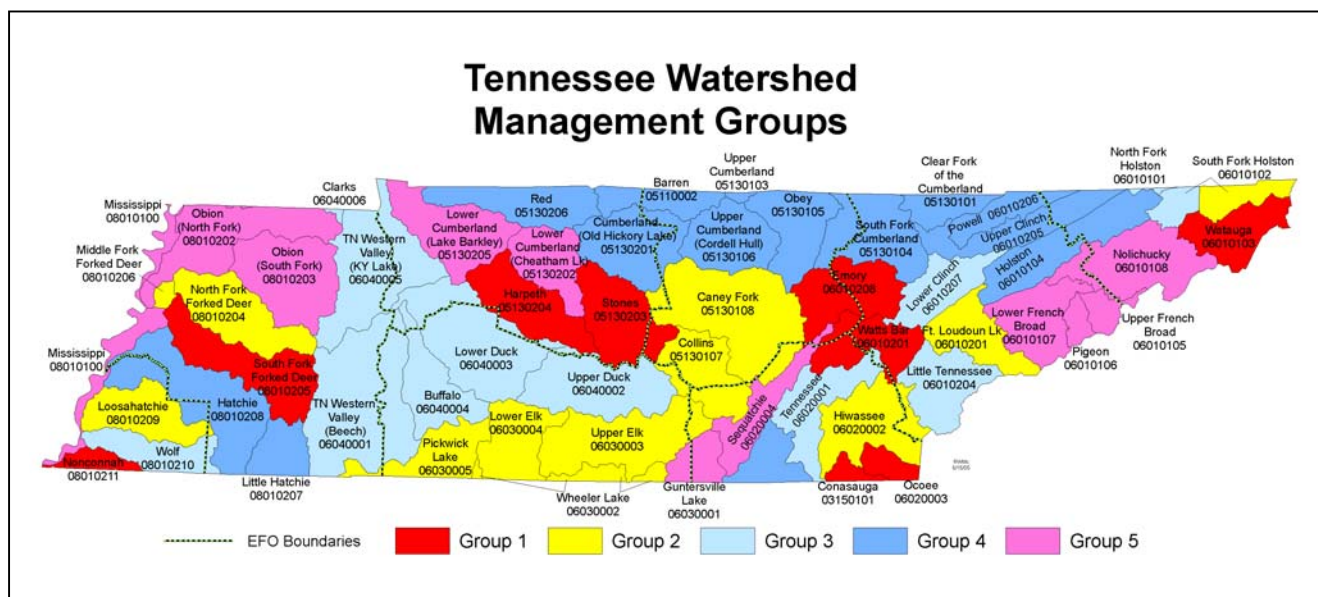 Tennessee Watershed
Management Groups
Mississippi
08010100
Obion
(North Fork)
08010202
Middle Fork
Forked Deer
08010206
Obion
(South Fork)
08010203
North Fork
Forked Deer
08010204
South Fork
Forked Deer
08010205
Mississippi
08010100
Loosahatchie
08010209
Hatchie
08010208
Wolf
08010210
Nonconnah
08010211
Little Hatchie
08010207
Clarks
06040006
TN Western
Valley
(KY Lake)
06040005
TN Western
Valley
(Beech)
06040001
Lower
Cumberland
(Lake Barkley)
05130205
Red
05130206
Lower
Cumberland
(Cheatham Lk)
05130202
Harpeth
05130204
Stones
05130203
Cumberland
(Old Hickory Lake)
05130201
Barren
05110002
Upper
Cumberland
05130103
Upper
Cumberland
(Cordell Hull)
05130106
Obey
05130105
Caney Fork
05130108
Collins
05130107
Lower Duck
06040003
Upper Duck
06040002
Buffalo
06040004
Lower Elk
06030004
Upper Elk
06030003
Pickwick
Lake
06030005
Wheeler Lake
06030002
Guntersville
Lake
06030001
Sequatchie
06020004
Tennessee
06020001
Clear Fork
of the
Cumberland
05130101
South Fork
Cumberland
05130104
Emory
06010208
Watts Bar
06010201
Powell 06010206
Upper Clinch
06010205
Lower Clinch
06010207
Holston
06010104
Ft. Loudoun Lk
06010201
Little Tennessee
06010204
Hiwassee
06020002
Conasauga
03150101
Ocoee
06020003
North Fork
Holston
06010101
South Fork Holston
06010102
Watauga
06010103
Nolichucky
06010108
Lower French
Broad
06010107
Upper French
Broad
06010105
Pigeon
06010106
EFO Boundaries
Group 1
Group 2
Group 3
Group 4
Group 5